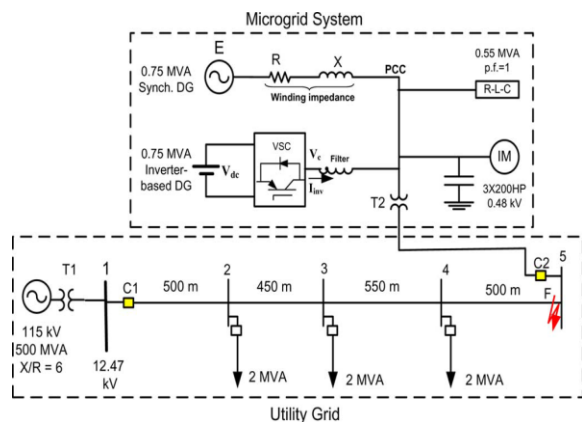 Microgrid System
E
R
X
PCC
0.75 MVA
Synch. DG
Winding impedance
0.55 MVA
p.f.=1
R-L-C
0.75 MVA
Inverter-
based DG
Vdc
VSC
Vc
Filter
Iinv
IM
3X200HP
0.48 kV
T2
T1
1
C1
500 m
2
450 m
3
550 m
4
500 m
C2
5
F
115 kV
500 MVA
X/R = 6
12.47
kV
2 MVA
2 MVA
2 MVA
Utility Grid